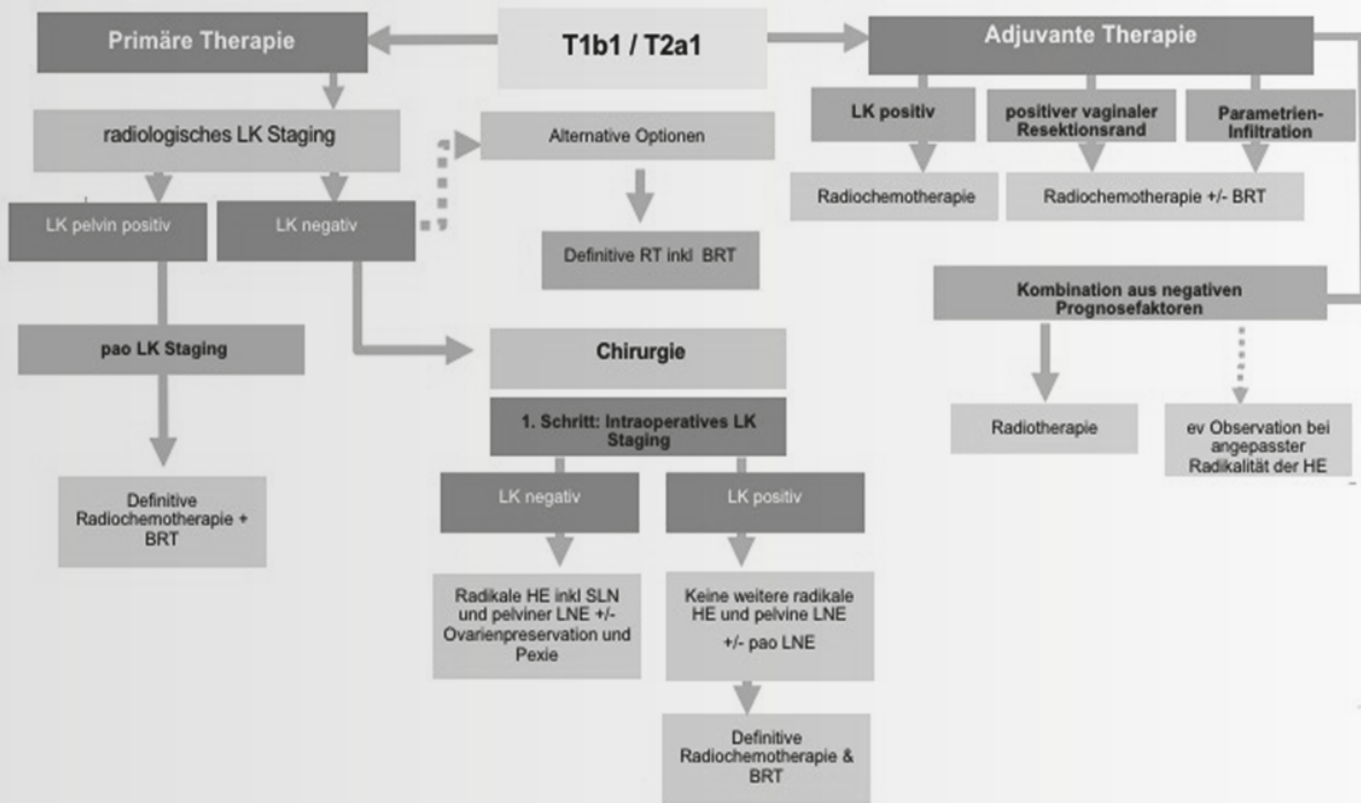 Primäre Therapie
T1b1 / T2a1
Adjuvante Therapie
radiologisches LK Staging
LK pelvin positiv
LK negativ
pao LK Staging
Definitive
Radiochemotherapie +
BRT
Alternative Optionen
Definitive RT inkl BRT
Chirurgie
1. Schritt: Intraoperatives LK
Staging
LK negativ
LK positiv
Radikale HE inkl SLN
und pelviner LNE +/-
Ovarienpreservation und
Pexie
Keine weitere radikale
HE und pelvine LNE
+/- pao LNE
Definitive
Radiochemotherapie &
BRT
LK positiv
positiver vaginaler
Resektionsrand
Parametrien-
Infiltration
Radiochemotherapie
Radiochemotherapie +/- BRT
Kombination aus negativen
Prognosefaktoren
Radiotherapie
ev Observation bei
angepasster
Radikalität der HE